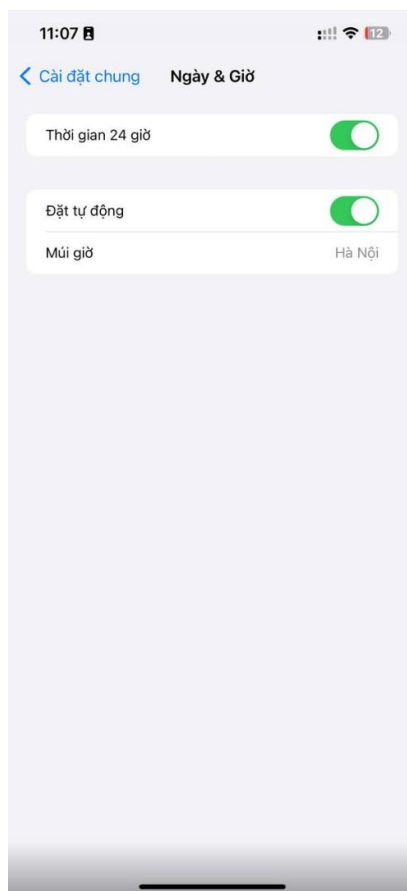 11:07
12
Cài đặt chung Ngày & Giờ
Thời gian 24 giờ
Đặt tự động
Múi giờ Hà Nội